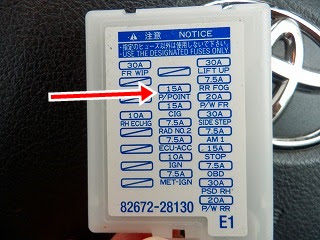 ⚠ 注意 NOTICE
・指定のヒューズ以外は使用しないで下さい。
・USE THE DESIGNATED FUSES ONLY
30A
FR WIP
10A
RH ECU-IG
15A
P/POINT
15A
CIG
7.5A
RAD NO.2
7.5A
ECU-ACC
10A
IGN
7.5A
MET-IGN
30A
LIFT UP
7.5A
RR FOG
20A
P/W FR
30A
SIDE STEP
7.5A
AM 1
15A
STOP
7.5A
OBD
30A
PSD RH
20A
P/W RR
82672-28130
E1